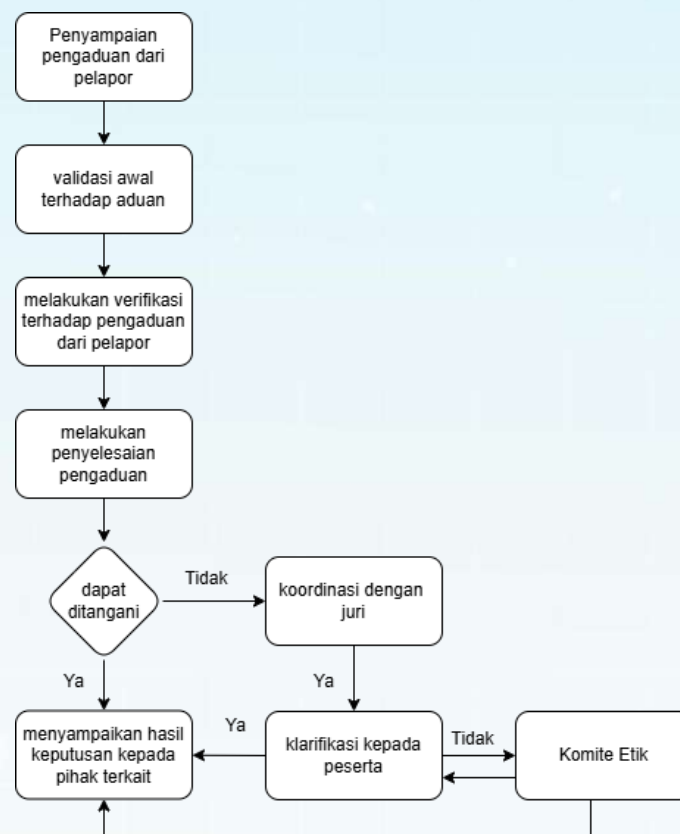 Penyampaian
pengaduan dari
pelapor
validasi awal
terhadap aduan
melakukan verifikasi
terhadap pengaduan
dari pelapor
melakukan
penyelesaian
pengaduan
dapat
ditangani
Tidak
koordinasi dengan
juri
Ya
Ya
menyampaikan hasil
keputusan kepada
pihak terkait
Ya
klarifikasi kepada
peserta
Tidak
Komite Etik